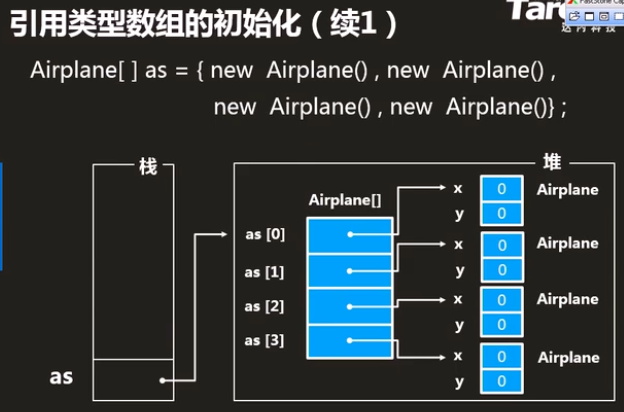 引用类型数组的初始化（续1）
Airplane[ ] as = { new Airplane() , new Airplane() ,
new Airplane() , new Airplane()} ;
栈
堆
Airplane[]
as [0]
as [1]
as [2]
as [3]
x 0 Airplane
y 0
x 0 Airplane
y 0
x 0 Airplane
y 0
x 0 Airplane
y 0
as